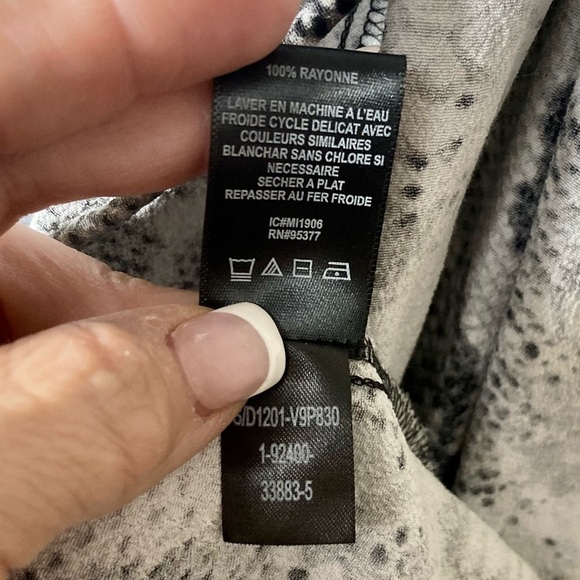 100% RAYONNE
LAVER EN MACHINE À L'EAU
FROIDE CYCLE DELICAT AVEC
COULEURS SIMILAIRES
BLANCHAR SANS CHLORE SI
NECESSAIRE
SECHER A PLAT
REPASSER AU FER FROIDE
IC#MI1906
RN#95377
S/D1201-V9P830
1-92400-
33883-5